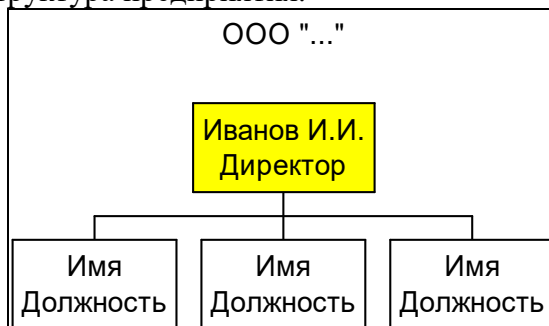 ООО "..."
Иванов И.И.
Директор
Имя Имя Имя
Должность Должность Должность